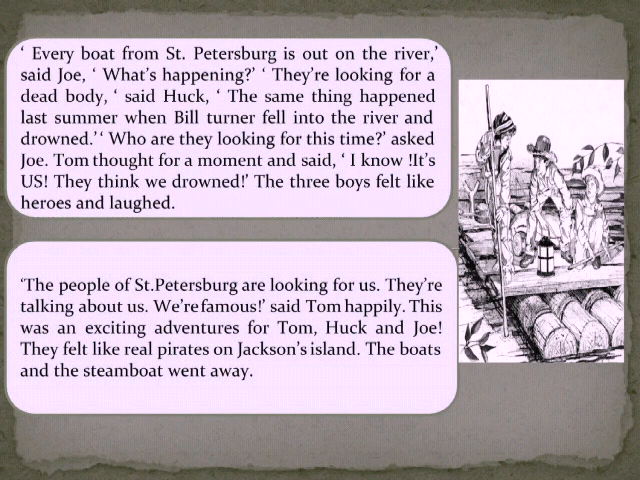 ‘ Every boat from St. Petersburg is out on the river,’
said Joe, ‘ What’s happening?’ ‘ They’re looking for a
dead body, ‘ said Huck, ‘ The same thing happened
last summer when Bill turner fell into the river and
drowned.’‘ Who are they looking for this time?’ asked
Joe. Tom thought for a moment and said, ‘ I know !It’s
US! They think we drowned!’ The three boys felt like
heroes and laughed.
‘The people of St.Petersburg are looking for us. They’re
talking about us. We’re famous!’ said Tom happily. This
was an exciting adventures for Tom, Huck and Joe!
They felt like real pirates on Jackson’s island. The boats
and the steamboat went away.